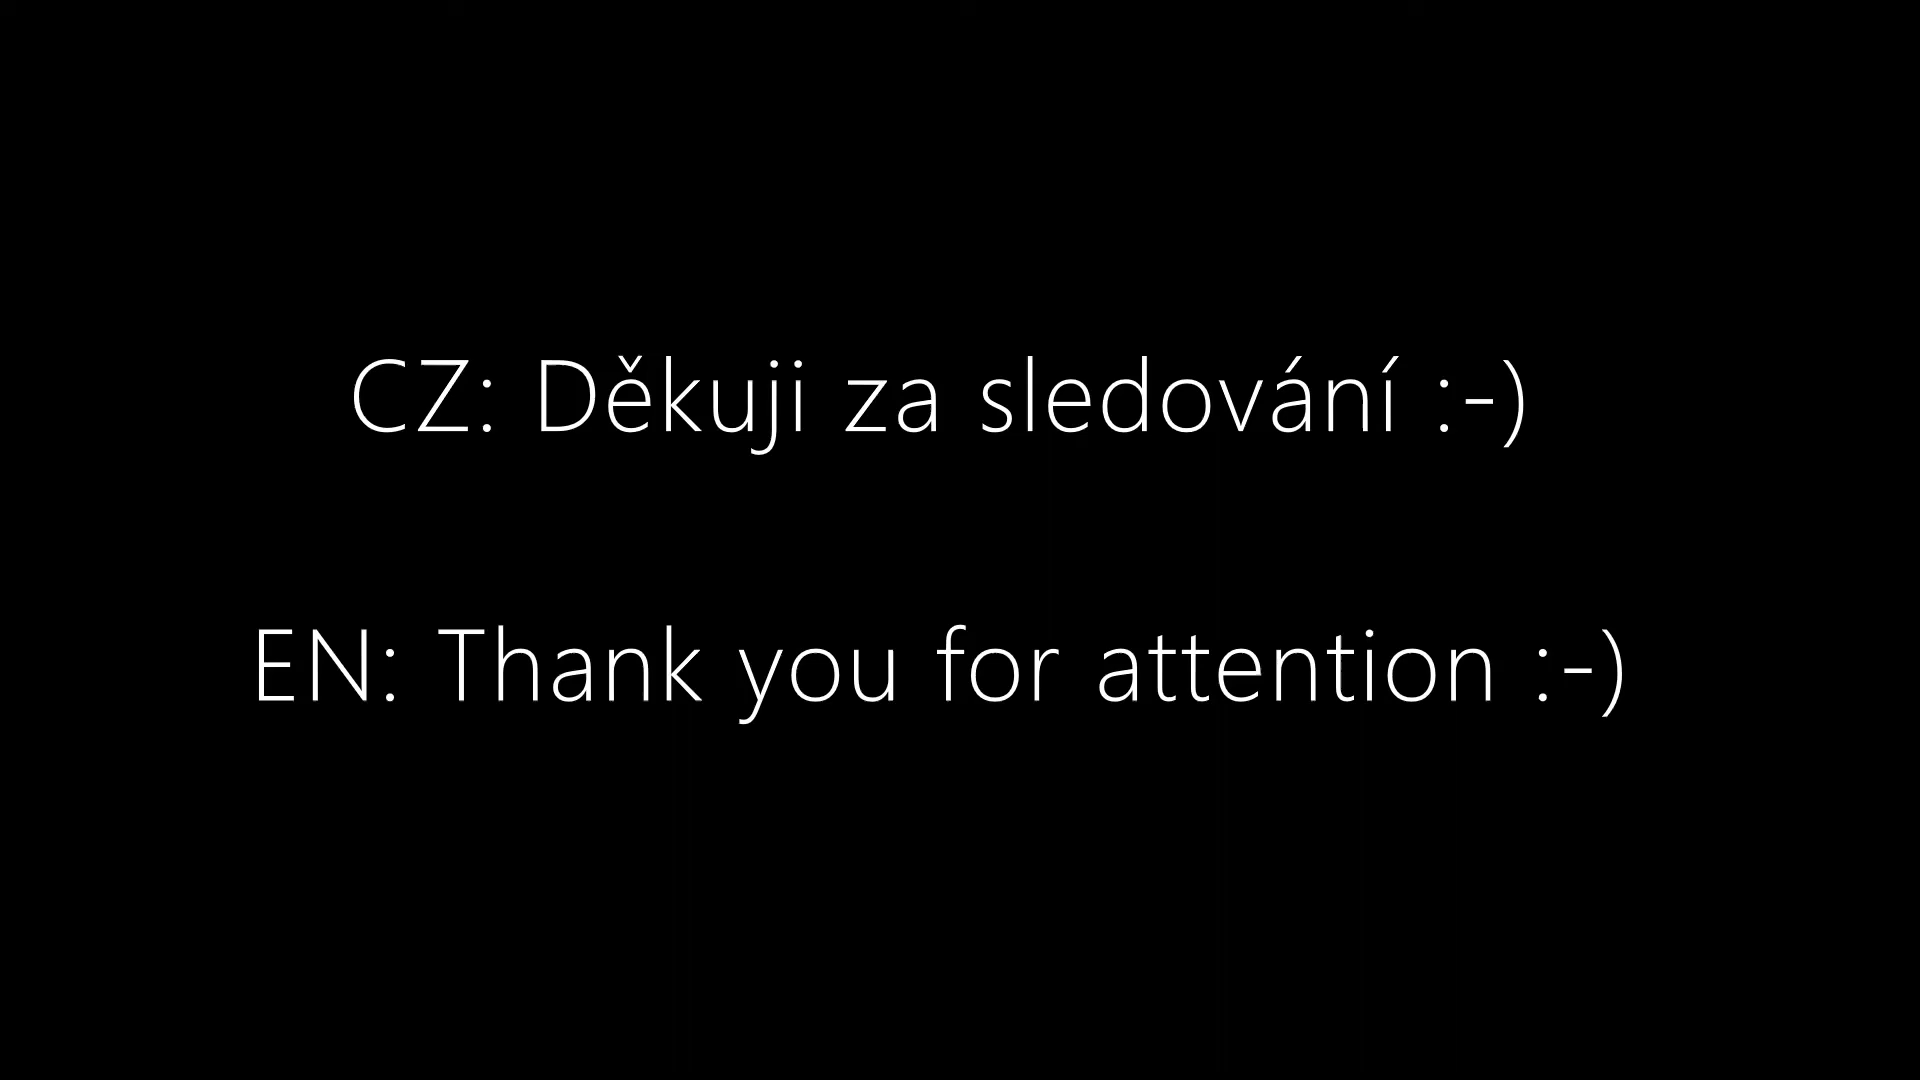 CZ: Děkuji za sledování :-)
EN: Thank you for attention :-)